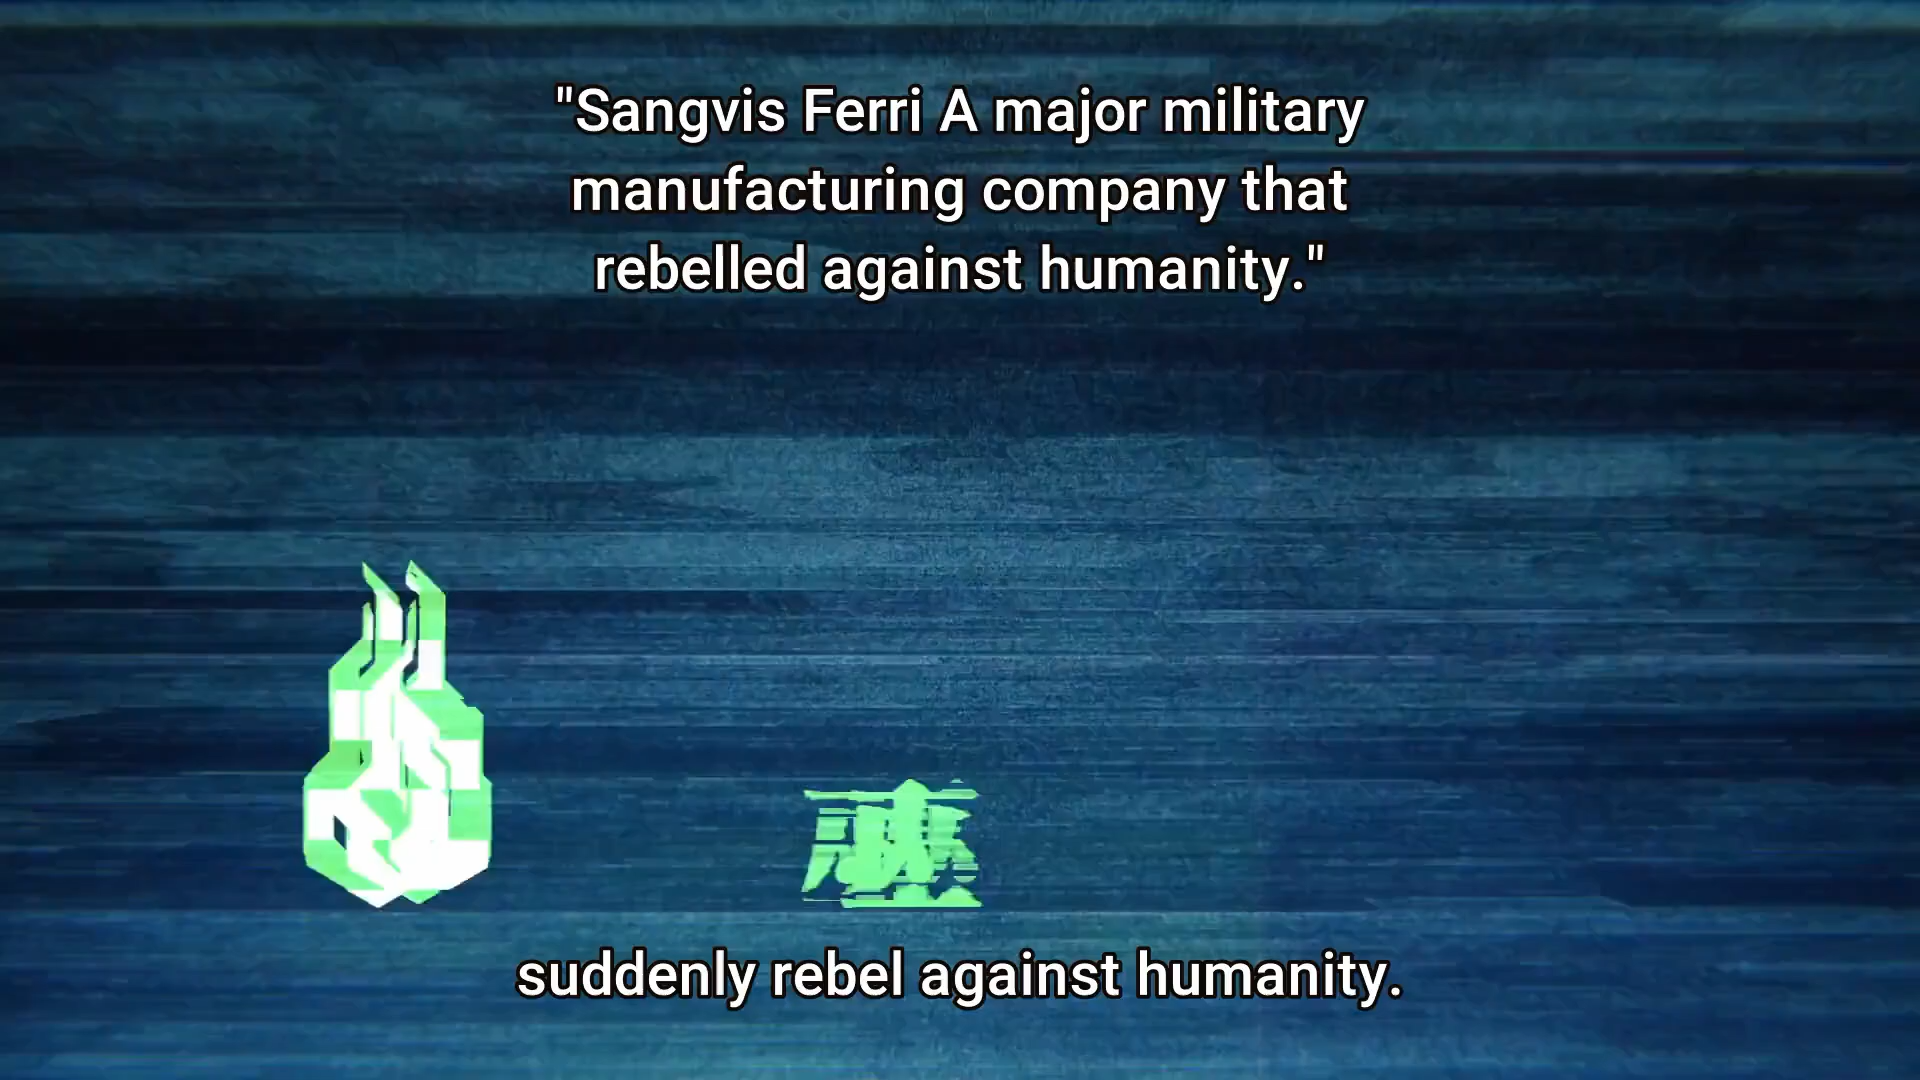 "Sangvis Ferri A major military
manufacturing company that
rebelled against humanity."
suddenly rebel against humanity.